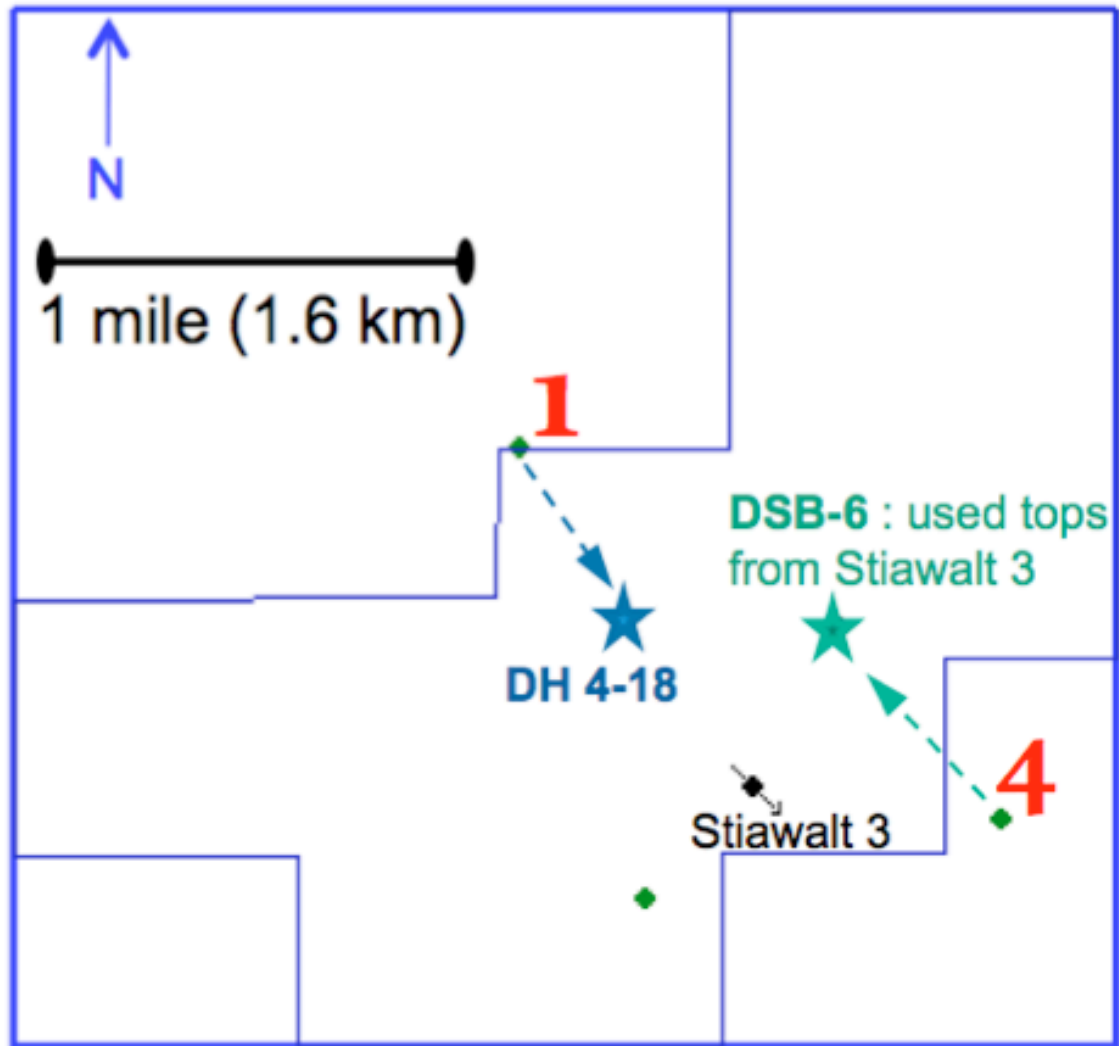 N
1 mile (1.6 km)
1
DSB-6 : used tops
from Stiawalt 3
DH 4-18
4
Stiawalt 3